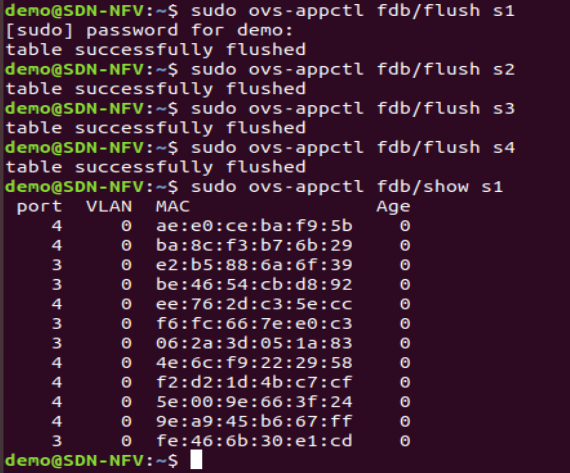 demo@SDN-NFV:~$ sudo ovs-appctl fdb/flush s1
[sudo] password for demo:
table successfully flushed
demo@SDN-NFV:~$ sudo ovs-appctl fdb/flush s2
table successfully flushed
demo@SDN-NFV:~$ sudo ovs-appctl fdb/flush s3
table successfully flushed
demo@SDN-NFV:~$ sudo ovs-appctl fdb/flush s4
table successfully flushed
demo@SDN-NFV:~$ sudo ovs-appctl fdb/show s1
port VLAN MAC Age
4 0 ae:e0:ce:ba:f9:5b 0
4 0 ba:8c:f3:b7:6b:29 0
3 0 e2:b5:88:6a:6f:39 0
3 0 be:46:54:cb:d8:92 0
4 0 ee:76:2d:c3:5e:cc 0
3 0 f6:fc:66:7e:e0:c3 0
3 0 06:2a:3d:05:1a:83 0
4 0 4e:6c:f9:22:29:58 0
4 0 f2:d2:1d:4b:c7:cf 0
4 0 5e:00:9e:66:3f:24 0
4 0 9e:a9:45:b6:67:ff 0
3 0 fe:46:6b:30:e1:cd 0
demo@SDN-NFV:~$